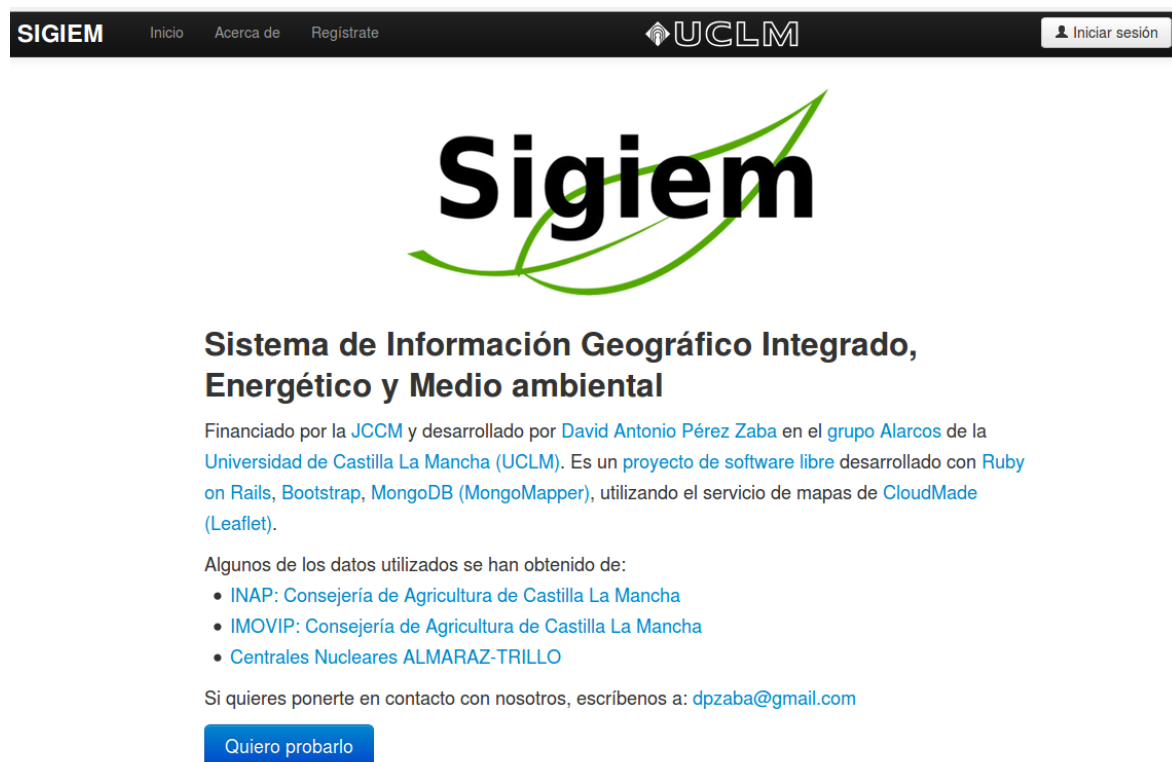 SIGIEM Inicio Acerca de Regístrate UCLM Iniciar sesión
Sigiem
Sistema de Información Geográfico Integrado,
Energético y Medio ambiental
Financiado por la JCCM y desarrollado por David Antonio Pérez Zaba en el grupo Alarcos de la
Universidad de Castilla La Mancha (UCLM). Es un proyecto de software libre desarrollado con Ruby
on Rails, Bootstrap, MongoDB (MongoMapper), utilizando el servicio de mapas de CloudMade
(Leaflet).
Algunos de los datos utilizados se han obtenido de:
• INAP: Consejería de Agricultura de Castilla La Mancha
• IMOVIP: Consejería de Agricultura de Castilla La Mancha
• Centrales Nucleares ALMARAZ-TRILLO
Si quieres ponerte en contacto con nosotros, escríbenos a: dpzaba@gmail.com
Quiero probarlo